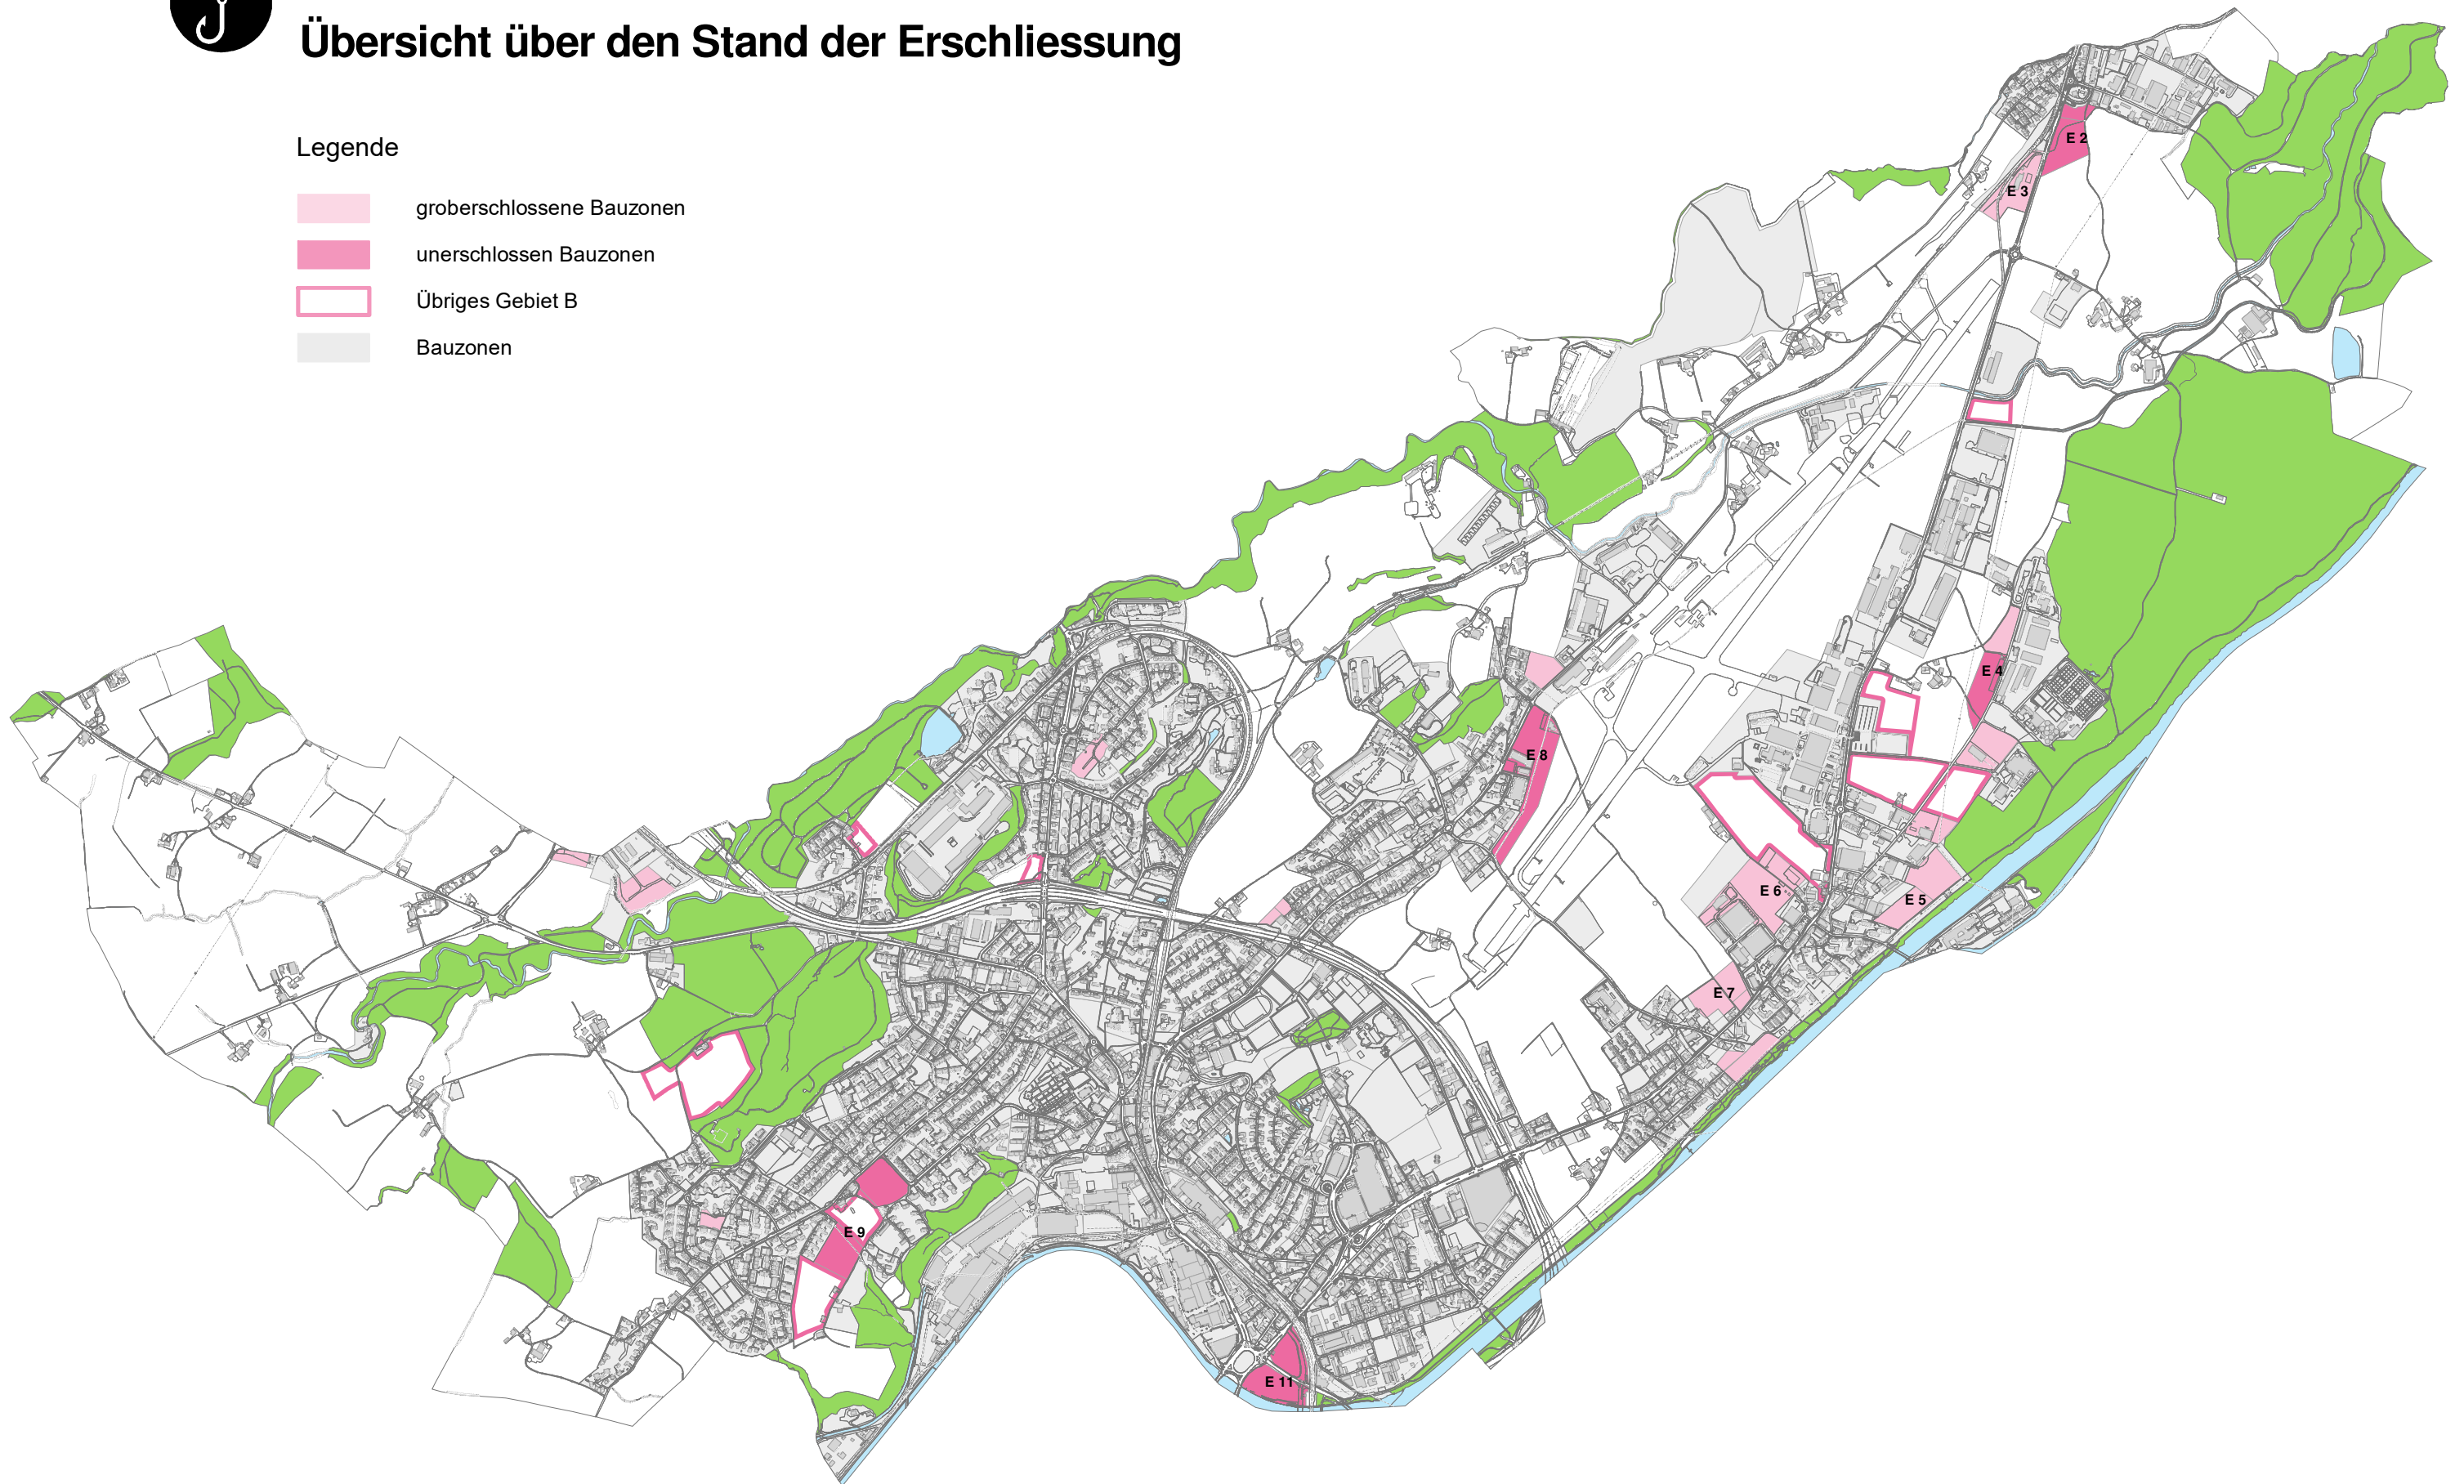 Übersicht über den Stand der Erschliessung
Legende
groberschlossene Bauzonen
unerschlossen Bauzonen
Übriges Gebiet B
Bauzonen
E 2
E 3
E 4
E 8
E 6
E 5
E 7
E 9
E 11